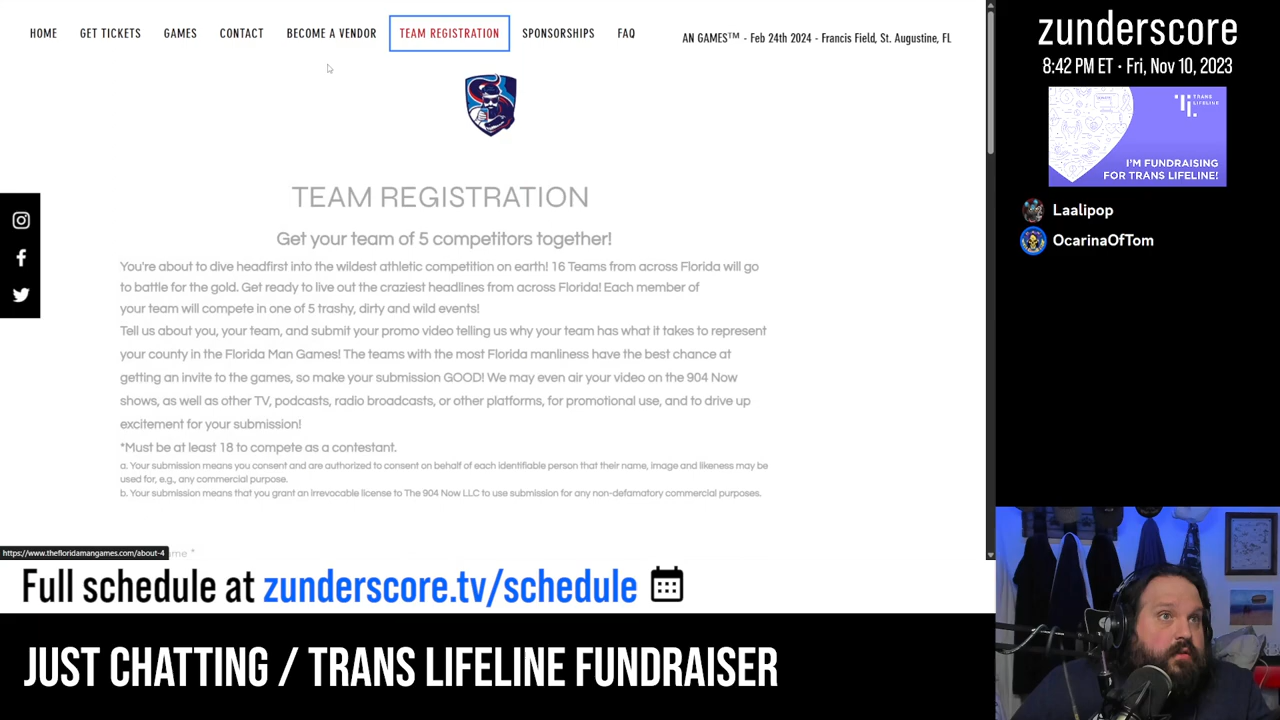 HOME GET TICKETS GAMES CONTACT BECOME A VENDOR TEAM REGISTRATION SPONSORSHIPS FAQ
AN GAMES™ - Feb 24th 2024 - Francis Field, St. Augustine, FL
TEAM REGISTRATION
Get your team of 5 competitors together!
You're about to dive headfirst into the wildest athletic competition on earth! 16 Teams from across Florida will go
to battle for the gold. Get ready to live out the craziest headlines from across Florida! Each member of
your team will compete in one of 5 trashy, dirty and wild events!
Tell us about you, your team, and submit your promo video telling us why your team has what it takes to represent
your county in the Florida Man Games! The teams with the most Florida manliness have the best chance at
getting an invite to the games, so make your submission GOOD! We may even air your video on the 904 Now
shows, as well as other TV, podcasts, radio broadcasts, or other platforms, for promotional use, and to drive up
excitement for your submission!
*Must be at least 18 to compete as a contestant.
a. Your submission means you consent and are authorized to consent on behalf of each identifiable person that their name, image and likeness may be
used for, e.g., any commercial purpose.
b. Your submission means that you grant an irrevocable license to The 904 Now LLC to use submission for any non-defamatory commercial purposes.
https://www.thefloridamangames.com/about-4
ame *
Full schedule at zunderscore.tv/schedule
JUST CHATTING / TRANS LIFELINE FUNDRAISER
zunderscore
8:42 PM ET · Fri, Nov 10, 2023
TRANS
LIFELINE
I'M FUNDRAISING
FOR TRANS LIFELINE!
Laalipop
OcarinaOfTom